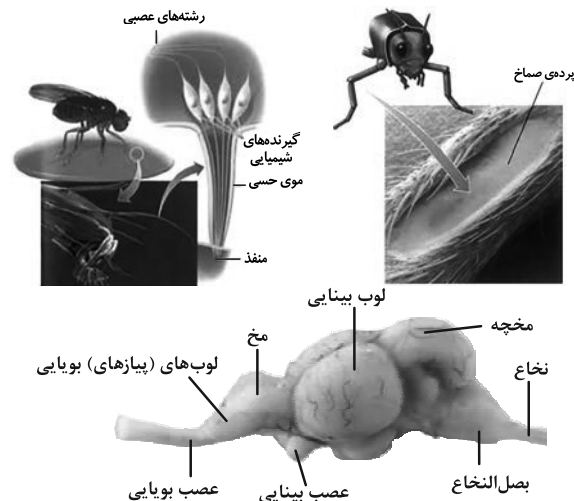 رشته‌های عصبی
گیرنده‌های
شیمیایی
موی حسی
منفذ
پرده‌ی صماخ
لوب بینایی
مخچه
مخ
نخاع
لوب‌های (پیازهای) بویایی
عصب بویایی
عصب بینایی
بصل‌النخاع